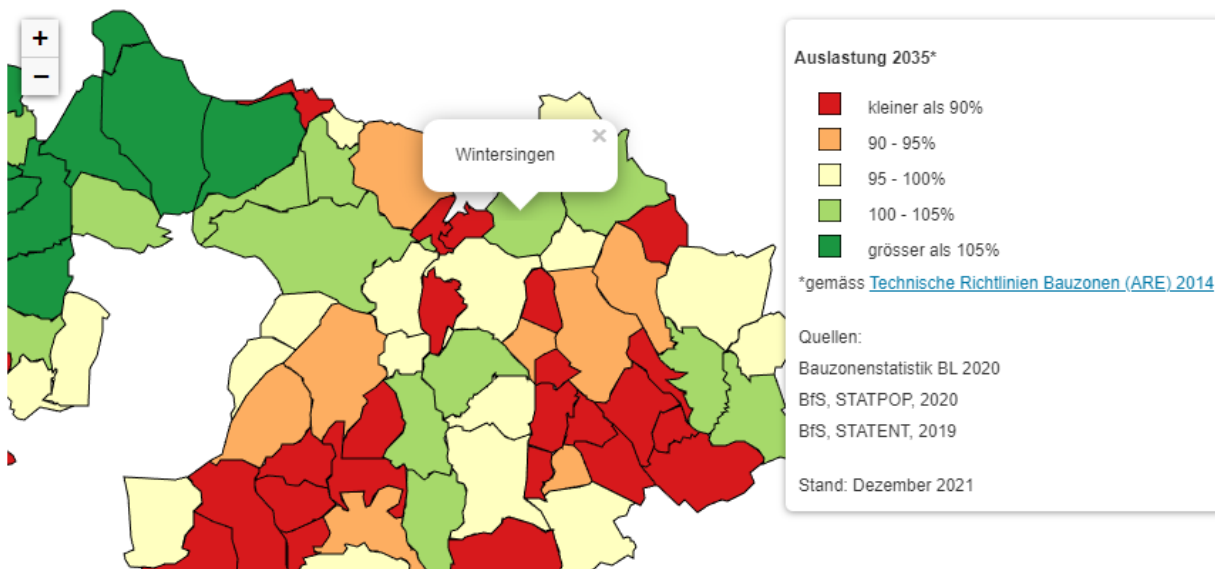 +
−
Wintersingen
×
Auslastung 2035*
kleiner als 90%
90 - 95%
95 - 100%
100 - 105%
grösser als 105%
*gemäss Technische Richtlinien Bauzonen (ARE) 2014
Quellen:
Bauzonenstatistik BL 2020
BfS, STATPOP, 2020
BfS, STATENT, 2019
Stand: Dezember 2021